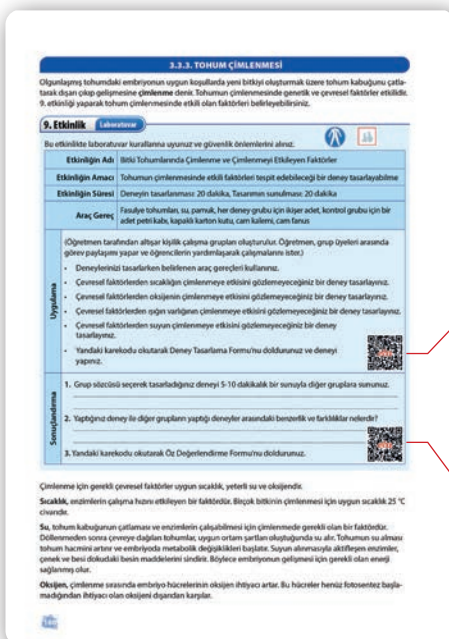 3.3.3. TOHUM ÇİMLENMESİ
Olgunlaşmış tohumdaki embriyonun uygun koşullarda yeni bitkiyi oluşturmak üzere tohum kabuğunu çatla-
tarak dışarı çıkıp gelişmesine çimlenme denir. Tohumun çimlenmesinde genetik ve çevresel faktörler etkilidir.
9. etkinliği yaparak tohum çimlenmesinde etkili olan faktörleri belirleyebilirsiniz.
9. Etkinlik Laboratuvar
Bu etkinlikte laboratuvar kurallarına uyunuz ve güvenlik önlemlerini alınız.
Etkinliğin Adı Bitki Tohumlarında Çimlenme ve Çimlenmeyi Etkileyen Faktörler
Etkinliğin Amacı Tohumun çimlenmesinde etkili faktörleri tespit edebileceği bir deney tasarlayabilme
Etkinliğin Süresi Deneyin tasarlanması: 20 dakika, Tasarımın sunulması: 20 dakika
Araç Gereç Fasulye tohumları, su, pamuk, her deney grubu için ikişer adet, kontrol grubu için bir
adet petri kabı, kapaklı karton kutu, cam kalemi, cam fanus
Uygulama
(Öğretmen tarafından altışar kişilik çalışma grupları oluşturulur. Öğretmen, grup üyeleri arasında
görev paylaşımı yapar ve öğrencilerin yardımlaşarak çalışmalarını ister.)
• Deneylerinizi tasarlarken belirlenen araç gereçleri kullanınız.
• Çevresel faktörlerden sıcaklığın çimlenmeye etkisini gözlemeyeceğiniz bir deney tasarlayınız.
• Çevresel faktörlerden oksijenin çimlenmeye etkisini gözlemeyeceğiniz bir deney tasarlayınız.
• Çevresel faktörlerden ışığın varlığının çimlenmeye etkisini gözlemeyeceğiniz bir deney tasarlayınız.
• Çevresel faktörlerden suyun çimlenmeye etkisini gözlemeyeceğiniz bir deney
tasarlayınız.
• Yandaki karekodu okutarak Deney Tasarlama Formu'nu doldurunuz ve deneyi
yapınız.
Sonuçlandırma
1. Grup sözcüsü seçerek tasarladığınız deneyi 5-10 dakikalık bir sunuyla diğer gruplara sununuz.
2. Yaptığınız deney ile diğer grupların yaptığı deneyler arasındaki benzerlik ve farklılıklar nelerdir?
3. Yandaki karekodu okutarak Öz Değerlendirme Formu'nu doldurunuz.
Çimlenme için gerekli çevresel faktörler uygun sıcaklık, yeterli su ve oksijendir.
Sıcaklık, enzimlerin çalışma hızını etkileyen bir faktördür. Birçok bitkinin çimlenmesi için uygun sıcaklık 25 °C
civarıdır.
Su, tohum kabuğunun çatlaması ve enzimlerin çalışabilmesi için çimlenmede gerekli olan bir faktördür.
Döllenmeden sonra çevreye dağılan tohumlar, uygun ortam şartları oluştuğunda su alır. Tohumun su alması
tohum hacmini artırır ve embriyoda metabolik değişiklikleri başlatır. Suyun alınmasıyla aktifleşen enzimler,
çenek ve besi dokudaki besin maddelerini sindirir. Böylece embriyonun gelişmesi için gerekli olan enerji
sağlanmış olur.
Oksijen, çimlenme sırasında embriyo hücrelerinin oksijen ihtiyacı artar. Bu hücreler henüz fotosentez başla-
madığından ihtiyacı olan oksijeni dışarıdan karşılar.